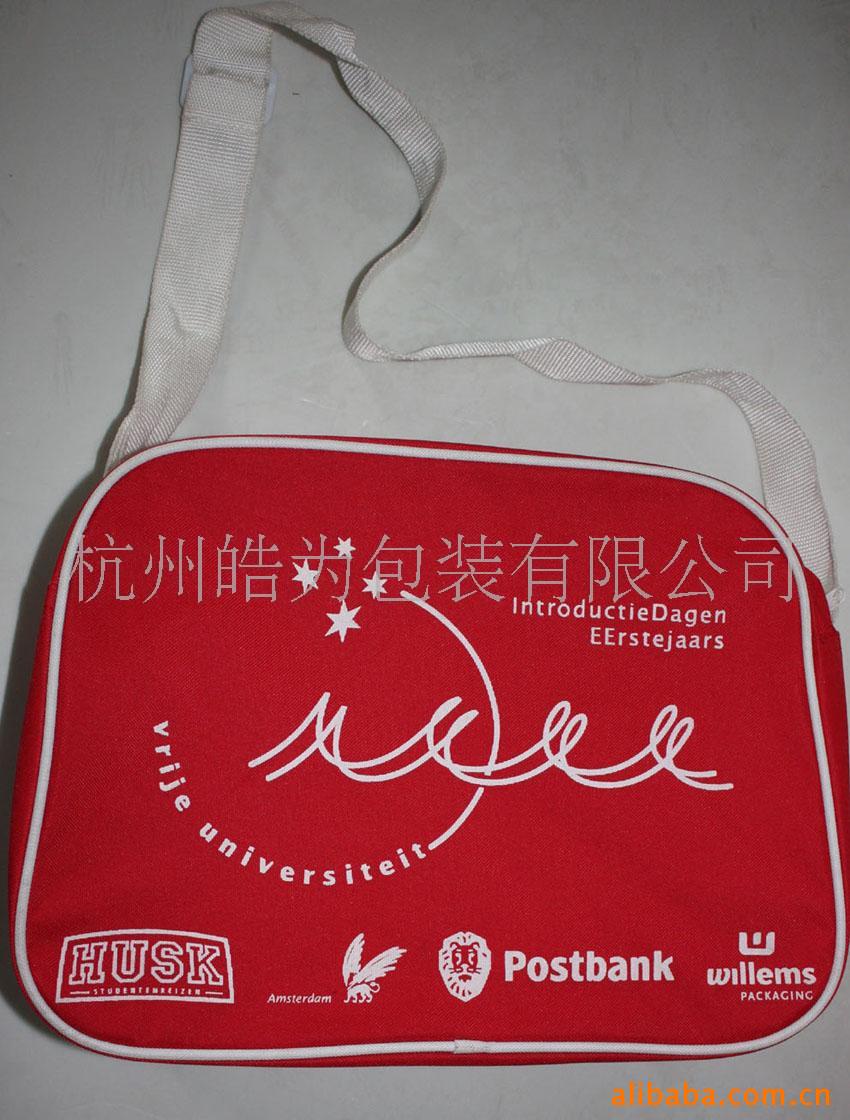 杭州皓为包装有限公司
IntroductieDagen
EErstejaars
vrije universiteit
HUSK
STUDENTENREIZEN
Amsterdam
Postbank
willems
PACKAGING
alibaba.com.cn